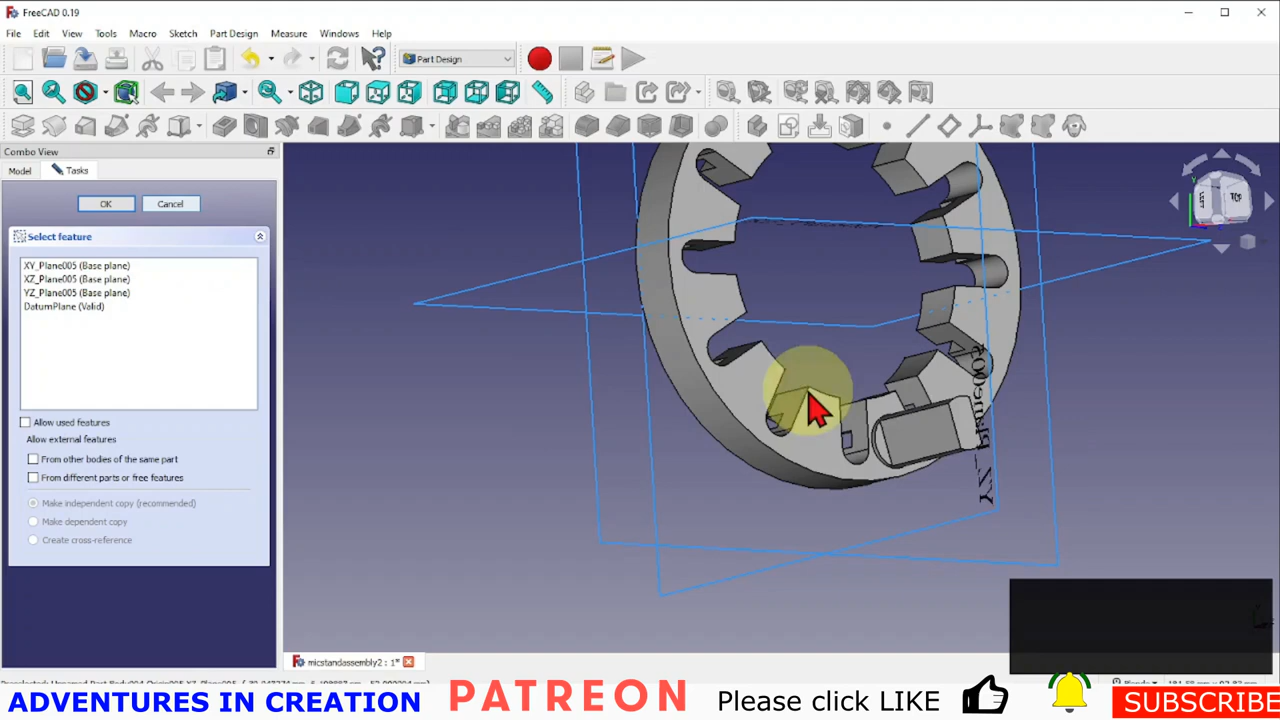 FreeCAD 0.19
File Edit View Tools Macro Sketch Part Design Measure Windows Help
Part Design
Combo View
Model Tasks
OK Cancel
Select feature
XY_Plane005 (Base plane)
XZ_Plane005 (Base plane)
YZ_Plane005 (Base plane)
DatumPlane (Valid)
Allow used features
Allow external features
From other bodies of the same part
From different parts or free features
Make independent copy (recommended)
Make dependent copy
Create cross-reference
micstandassembly2 : 1*
ADVENTURES IN CREATION PATREON Please click LIKE SUBSCRIBE